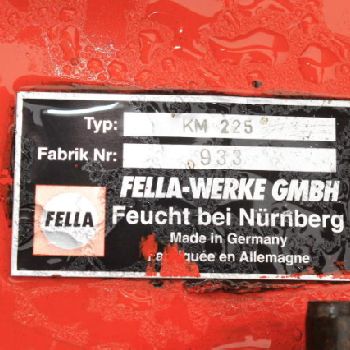 Typ: KM 225
Fabrik Nr: 933
FELLA-WERKE GMBH
FELLA Feucht bei Nürnberg
Made in Germany
en Allemagne